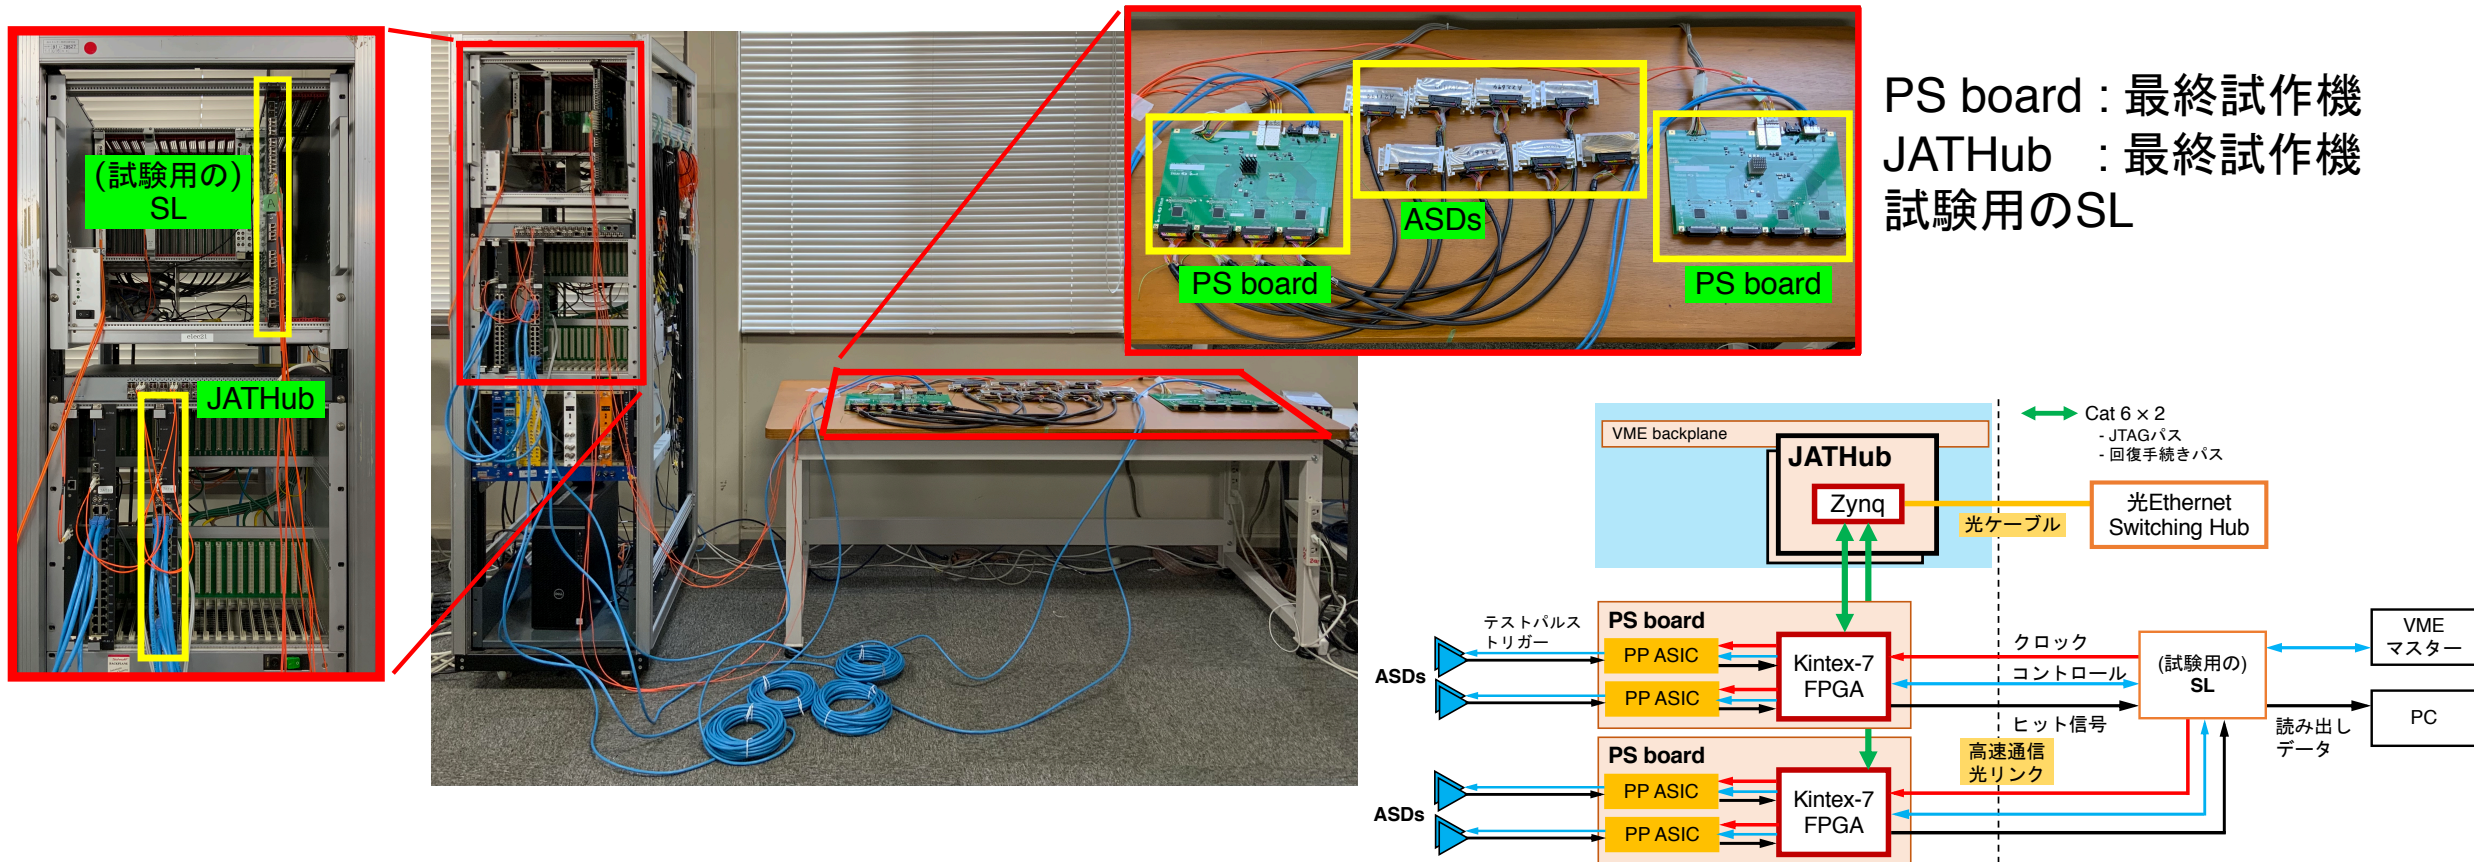 (試験用の)
SL
JATHub
elec21
A
ASDs
PS board
PS board
PS board : 最終試作機
JATHub : 最終試作機
試験用のSL
Cat 6 × 2
- JTAGパス
- 回復手続きパス
VME backplane
JATHub
Zynq
光ケーブル
光Ethernet
Switching Hub
テストパルス
トリガー
PS board
PP ASIC
PP ASIC
Kintex-7
FPGA
ASDs
クロック
コントロール
ヒット信号
(試験用の)
SL
VME
マスター
読み出し
データ
PC
高速通信
光リンク
PS board
PP ASIC
PP ASIC
Kintex-7
FPGA
ASDs